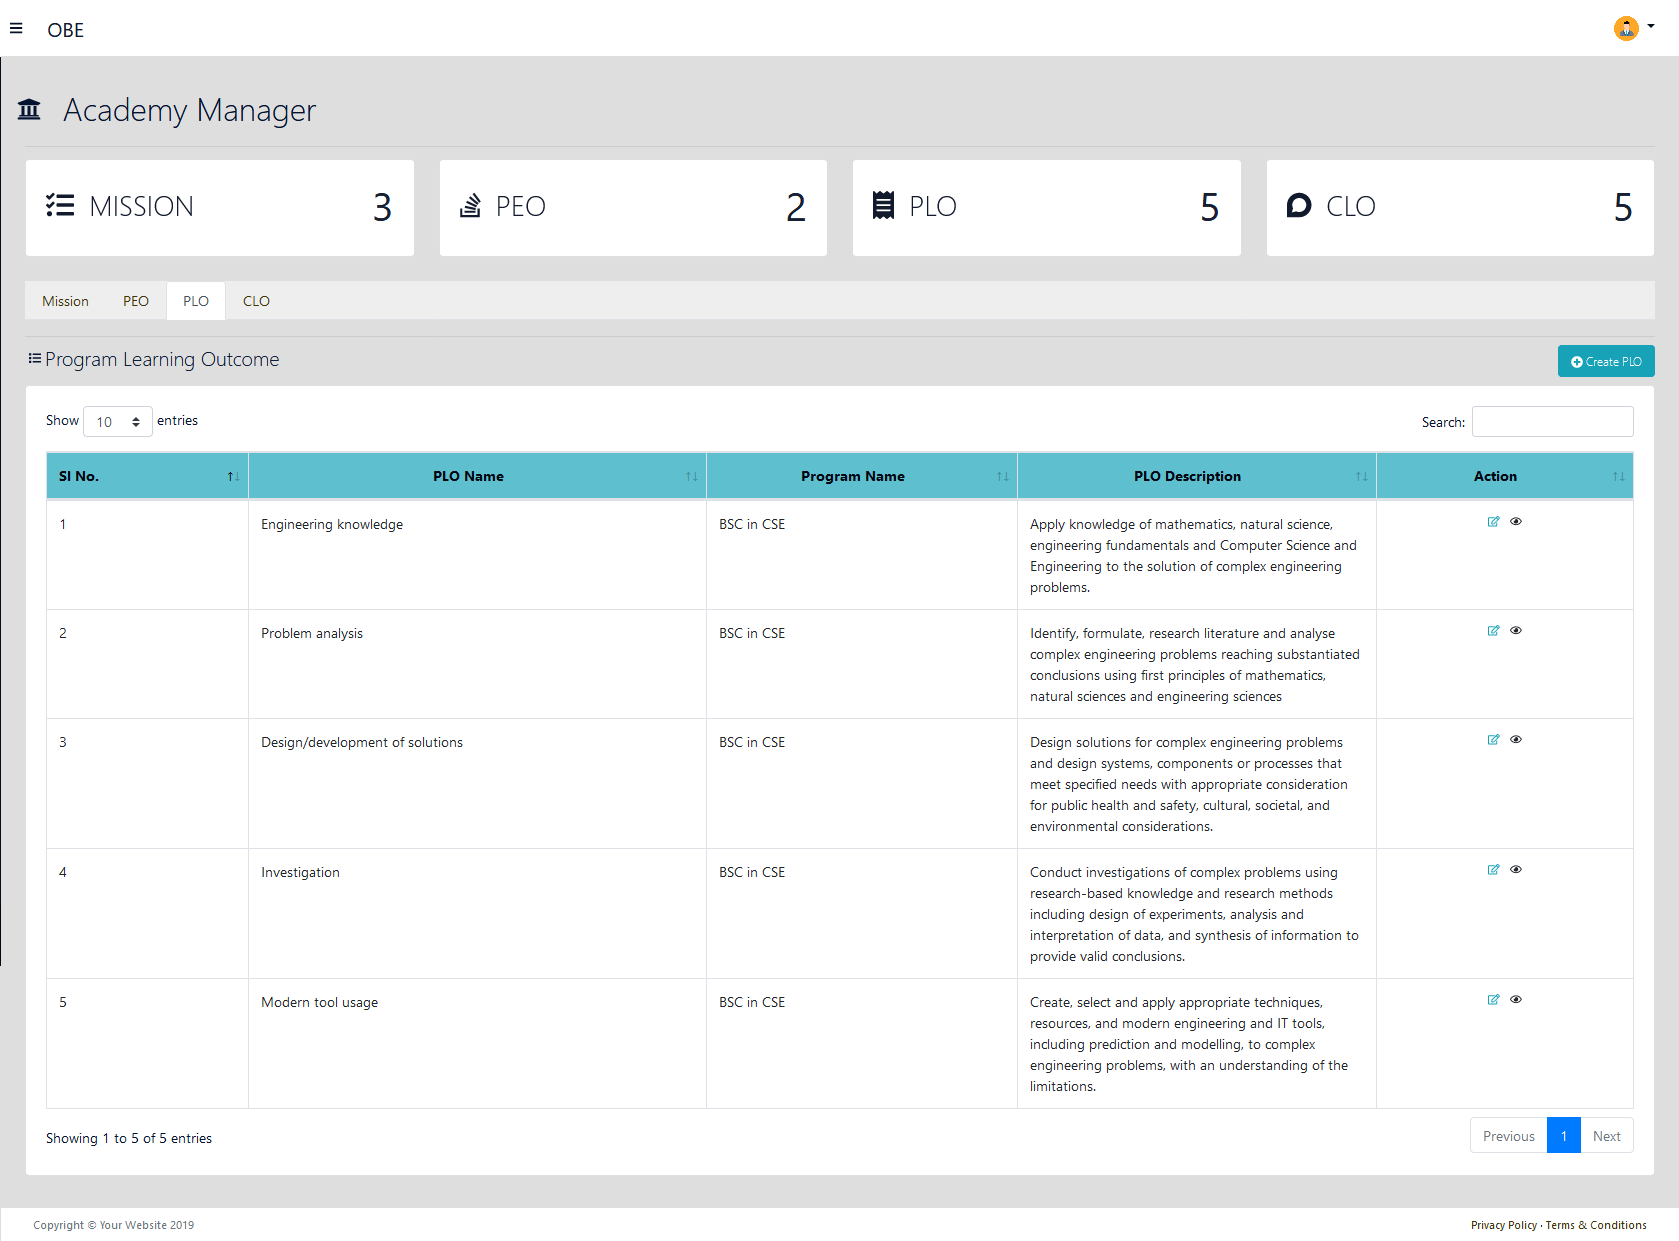 OBE
Academy Manager
MISSION 3
PEO 2
PLO 5
CLO 5
Mission PEO PLO CLO
Program Learning Outcome
Create PLO
Show 10 entries
Search:
Sl No. PLO Name Program Name PLO Description Action
1 Engineering knowledge BSC in CSE Apply knowledge of mathematics, natural science,
engineering fundamentals and Computer Science and
Engineering to the solution of complex engineering
problems.
2 Problem analysis BSC in CSE Identify, formulate, research literature and analyse
complex engineering problems reaching substantiated
conclusions using first principles of mathematics,
natural sciences and engineering sciences
3 Design/development of solutions BSC in CSE Design solutions for complex engineering problems
and design systems, components or processes that
meet specified needs with appropriate consideration
for public health and safety, cultural, societal, and
environmental considerations.
4 Investigation BSC in CSE Conduct investigations of complex problems using
research-based knowledge and research methods
including design of experiments, analysis and
interpretation of data, and synthesis of information to
provide valid conclusions.
5 Modern tool usage BSC in CSE Create, select and apply appropriate techniques,
resources, and modern engineering and IT tools,
including prediction and modelling, to complex
engineering problems, with an understanding of the
limitations.
Showing 1 to 5 of 5 entries
Previous 1 Next
Copyright © Your Website 2019
Privacy Policy · Terms & Conditions